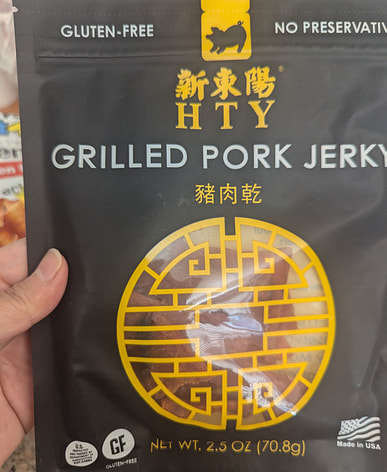 GLUTEN-FREE
NO PRESERVATIV
新東陽®
HTY
GRILLED PORK JERKY
豬肉乾
NET WT. 2.5 OZ (70.8g)
Made in USA
U.S.
GF
GLUTEN-FREE